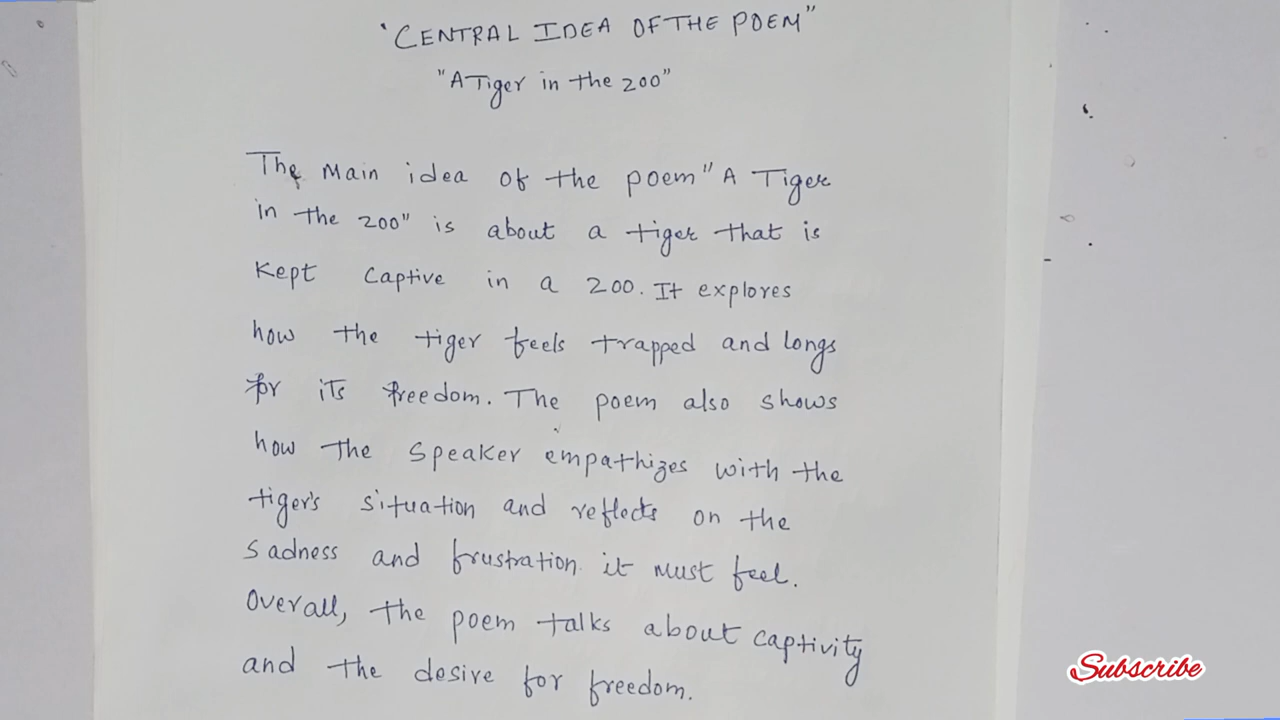 'CENTRAL IDEA OF THE POEM"
"A Tiger in the zoo"
The Main idea of the poem "A Tiger
in the zoo" is about a tiger that is
Kept Captive in a zoo. It explores
how the tiger feels trapped and longs
for its freedom. The poem also shows
how the speaker empathizes with the
tiger's situation and reflects on the
sadness and frustration it must feel.
Overall, the poem talks about captivity
and the desire for freedom.
Subscribe